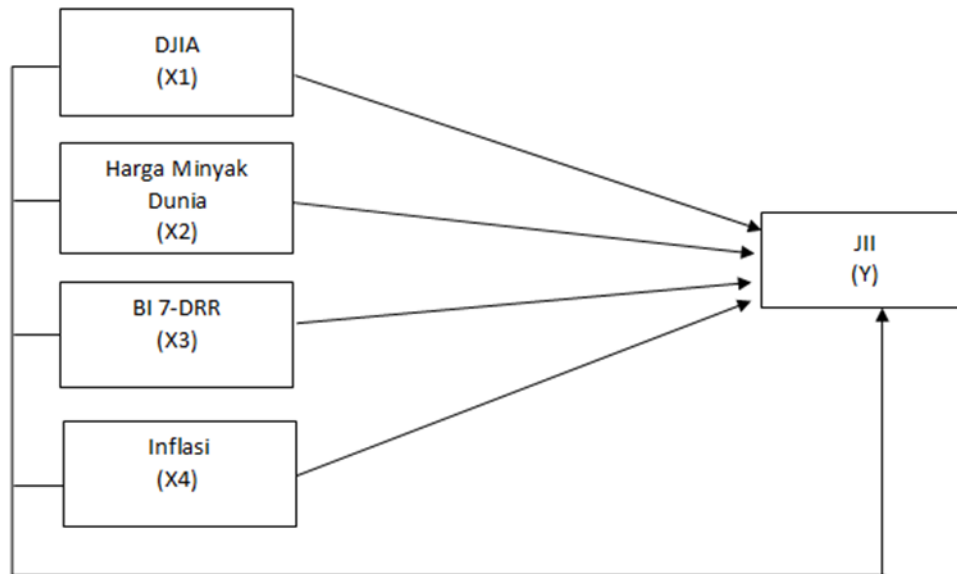 DJIA
(X1)
Harga Minyak
Dunia
(X2)
BI 7-DRR
(X3)
Inflasi
(X4)
JII
(Y)